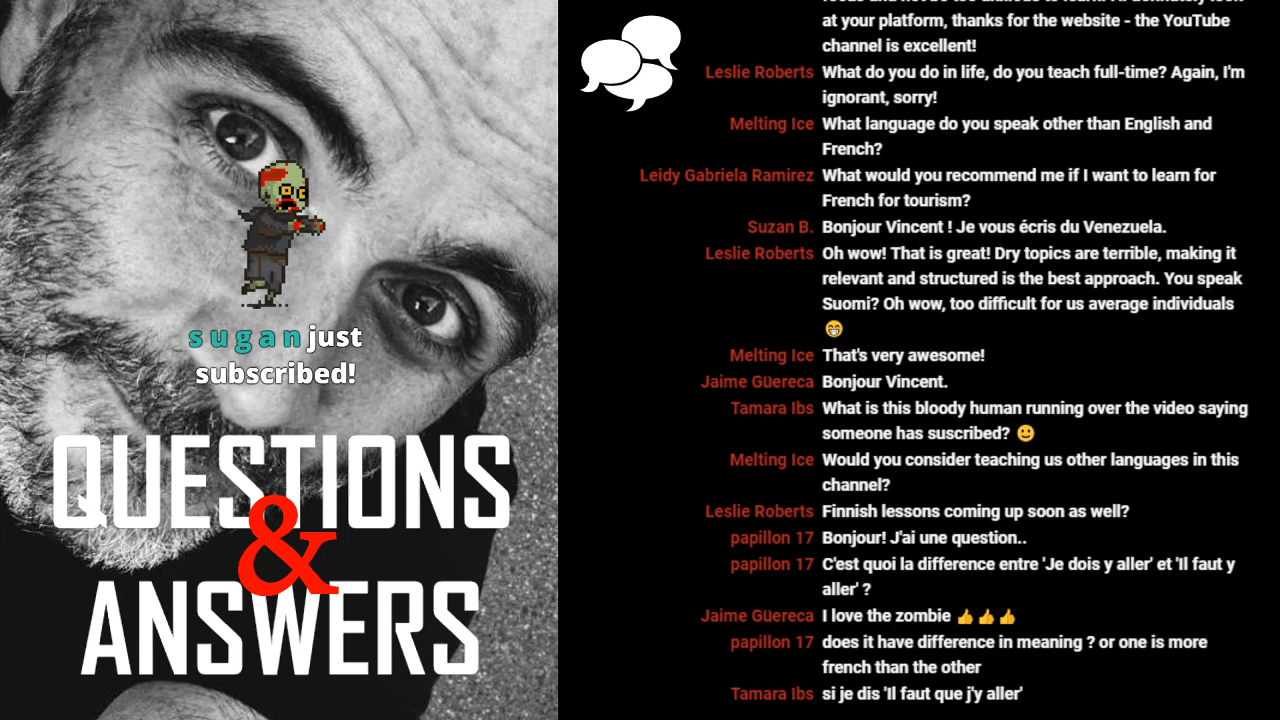 s u g a n just
subscribed!
QUESTIONS
&
ANSWERS
at your platform, thanks for the website - the YouTube
channel is excellent!
Leslie Roberts What do you do in life, do you teach full-time? Again, I'm
ignorant, sorry!
Melting Ice What language do you speak other than English and
French?
Leidy Gabriela Ramirez What would you recommend me if I want to learn for
French for tourism?
Suzan B. Bonjour Vincent ! Je vous écris du Venezuela.
Leslie Roberts Oh wow! That is great! Dry topics are terrible, making it
relevant and structured is the best approach. You speak
Suomi? Oh wow, too difficult for us average individuals
😁
Melting Ice That's very awesome!
Jaime Güereca Bonjour Vincent.
Tamara Ibs What is this bloody human running over the video saying
someone has suscribed? 🙂
Melting Ice Would you consider teaching us other languages in this
channel?
Leslie Roberts Finnish lessons coming up soon as well?
papillon 17 Bonjour! J'ai une question..
papillon 17 C'est quoi la difference entre 'Je dois y aller' et 'Il faut y
aller' ?
Jaime Güereca I love the zombie 👍👍👍
papillon 17 does it have difference in meaning ? or one is more
french than the other
Tamara Ibs si je dis 'Il faut que j'y aller'